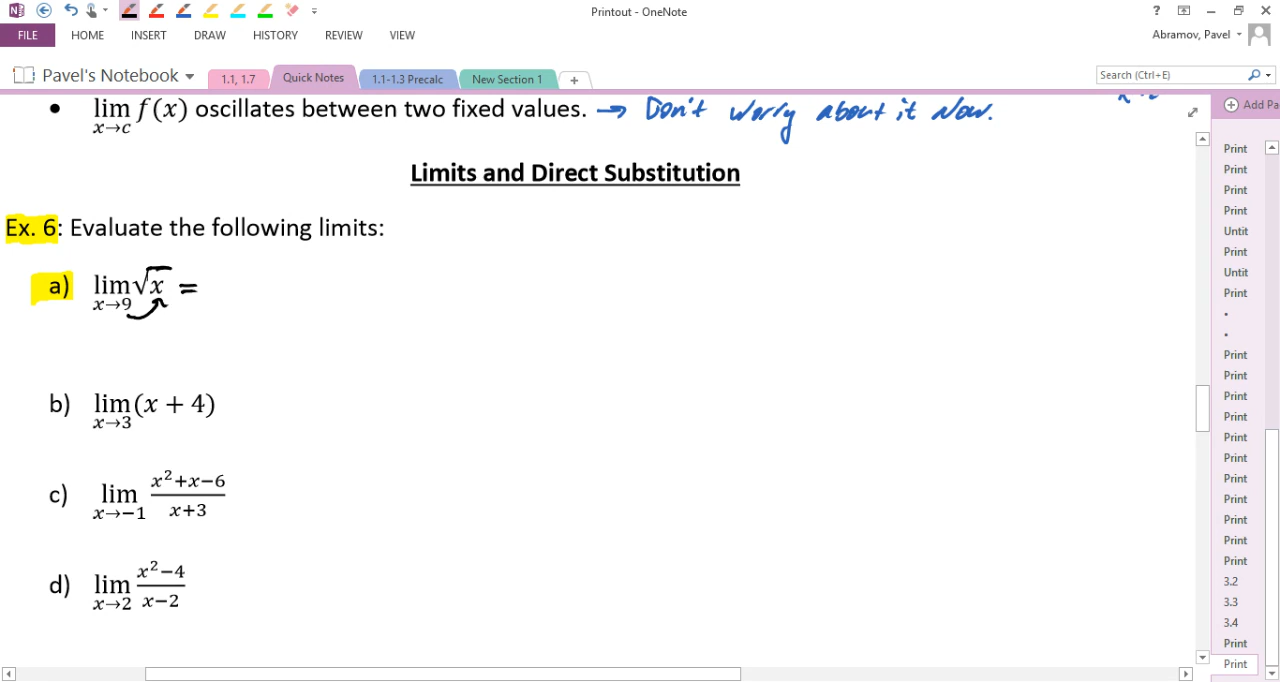 Printout - OneNote
FILE HOME INSERT DRAW HISTORY REVIEW VIEW
Abramov, Pavel
Pavel's Notebook 1.1, 1.7 Quick Notes 1.1-1.3 Precalc New Section 1 +
Search (Ctrl+E)
Add Pa
• lim x→c f(x) oscillates between two fixed values. → Don't worry about it now.
Limits and Direct Substitution
Ex. 6: Evaluate the following limits:
a) lim x→9 √x =
b) lim x→3 (x + 4)
c) lim x→−1 (x²+x−6)/(x+3)
d) lim x→2 (x²−4)/(x−2)
Print
Print
Print
Print
Untit
Print
Untit
Print
Print
Print
Print
Print
Print
Print
Print
Print
Print
Print
Print
3.2
3.3
3.4
Print
Print